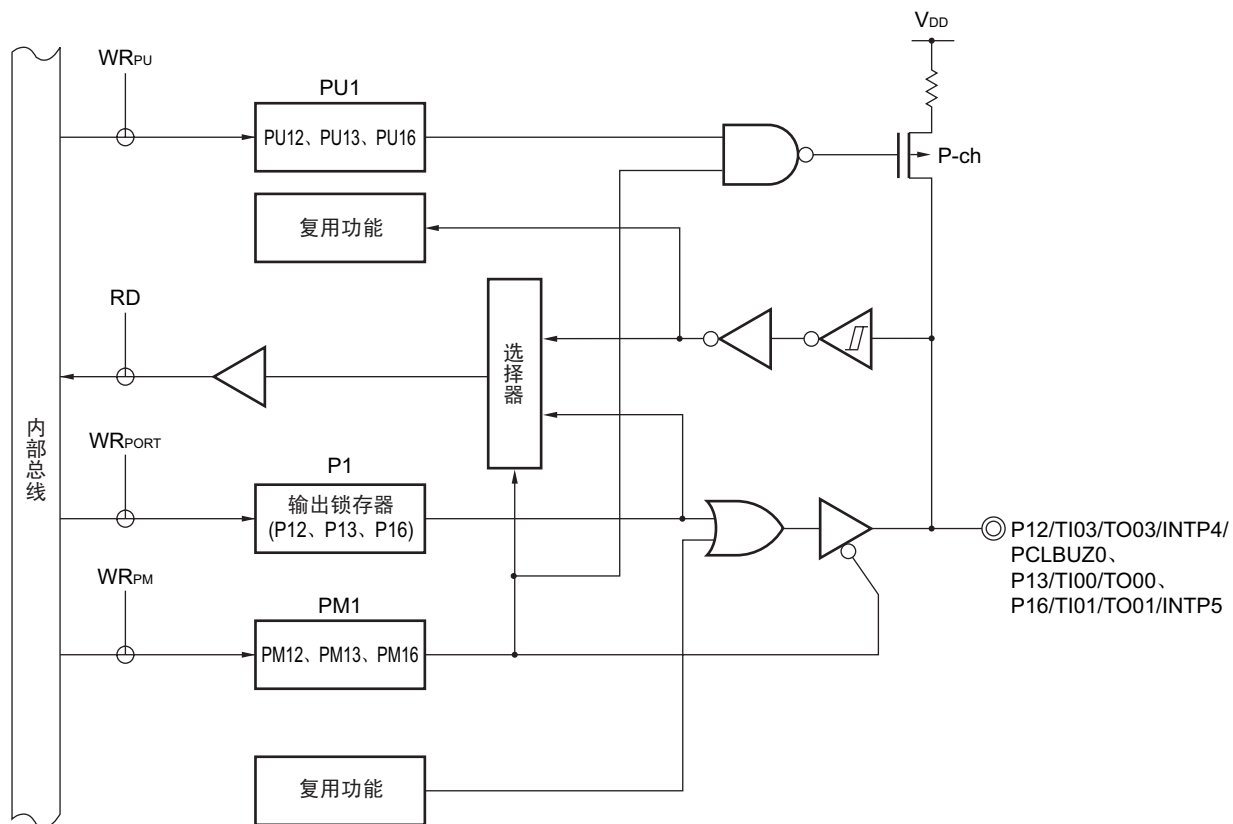 VDD
WRPU
PU1
PU12、PU13、PU16
P-ch
复用功能
RD
选择器
内部总线
WRPORT
P1
输出锁存器
(P12、P13、P16)
P12/TI03/TO03/INTP4/
PCLBUZ0、
P13/TI00/TO00、
P16/TI01/TO01/INTP5
WRPM
PM1
PM12、PM13、PM16
复用功能